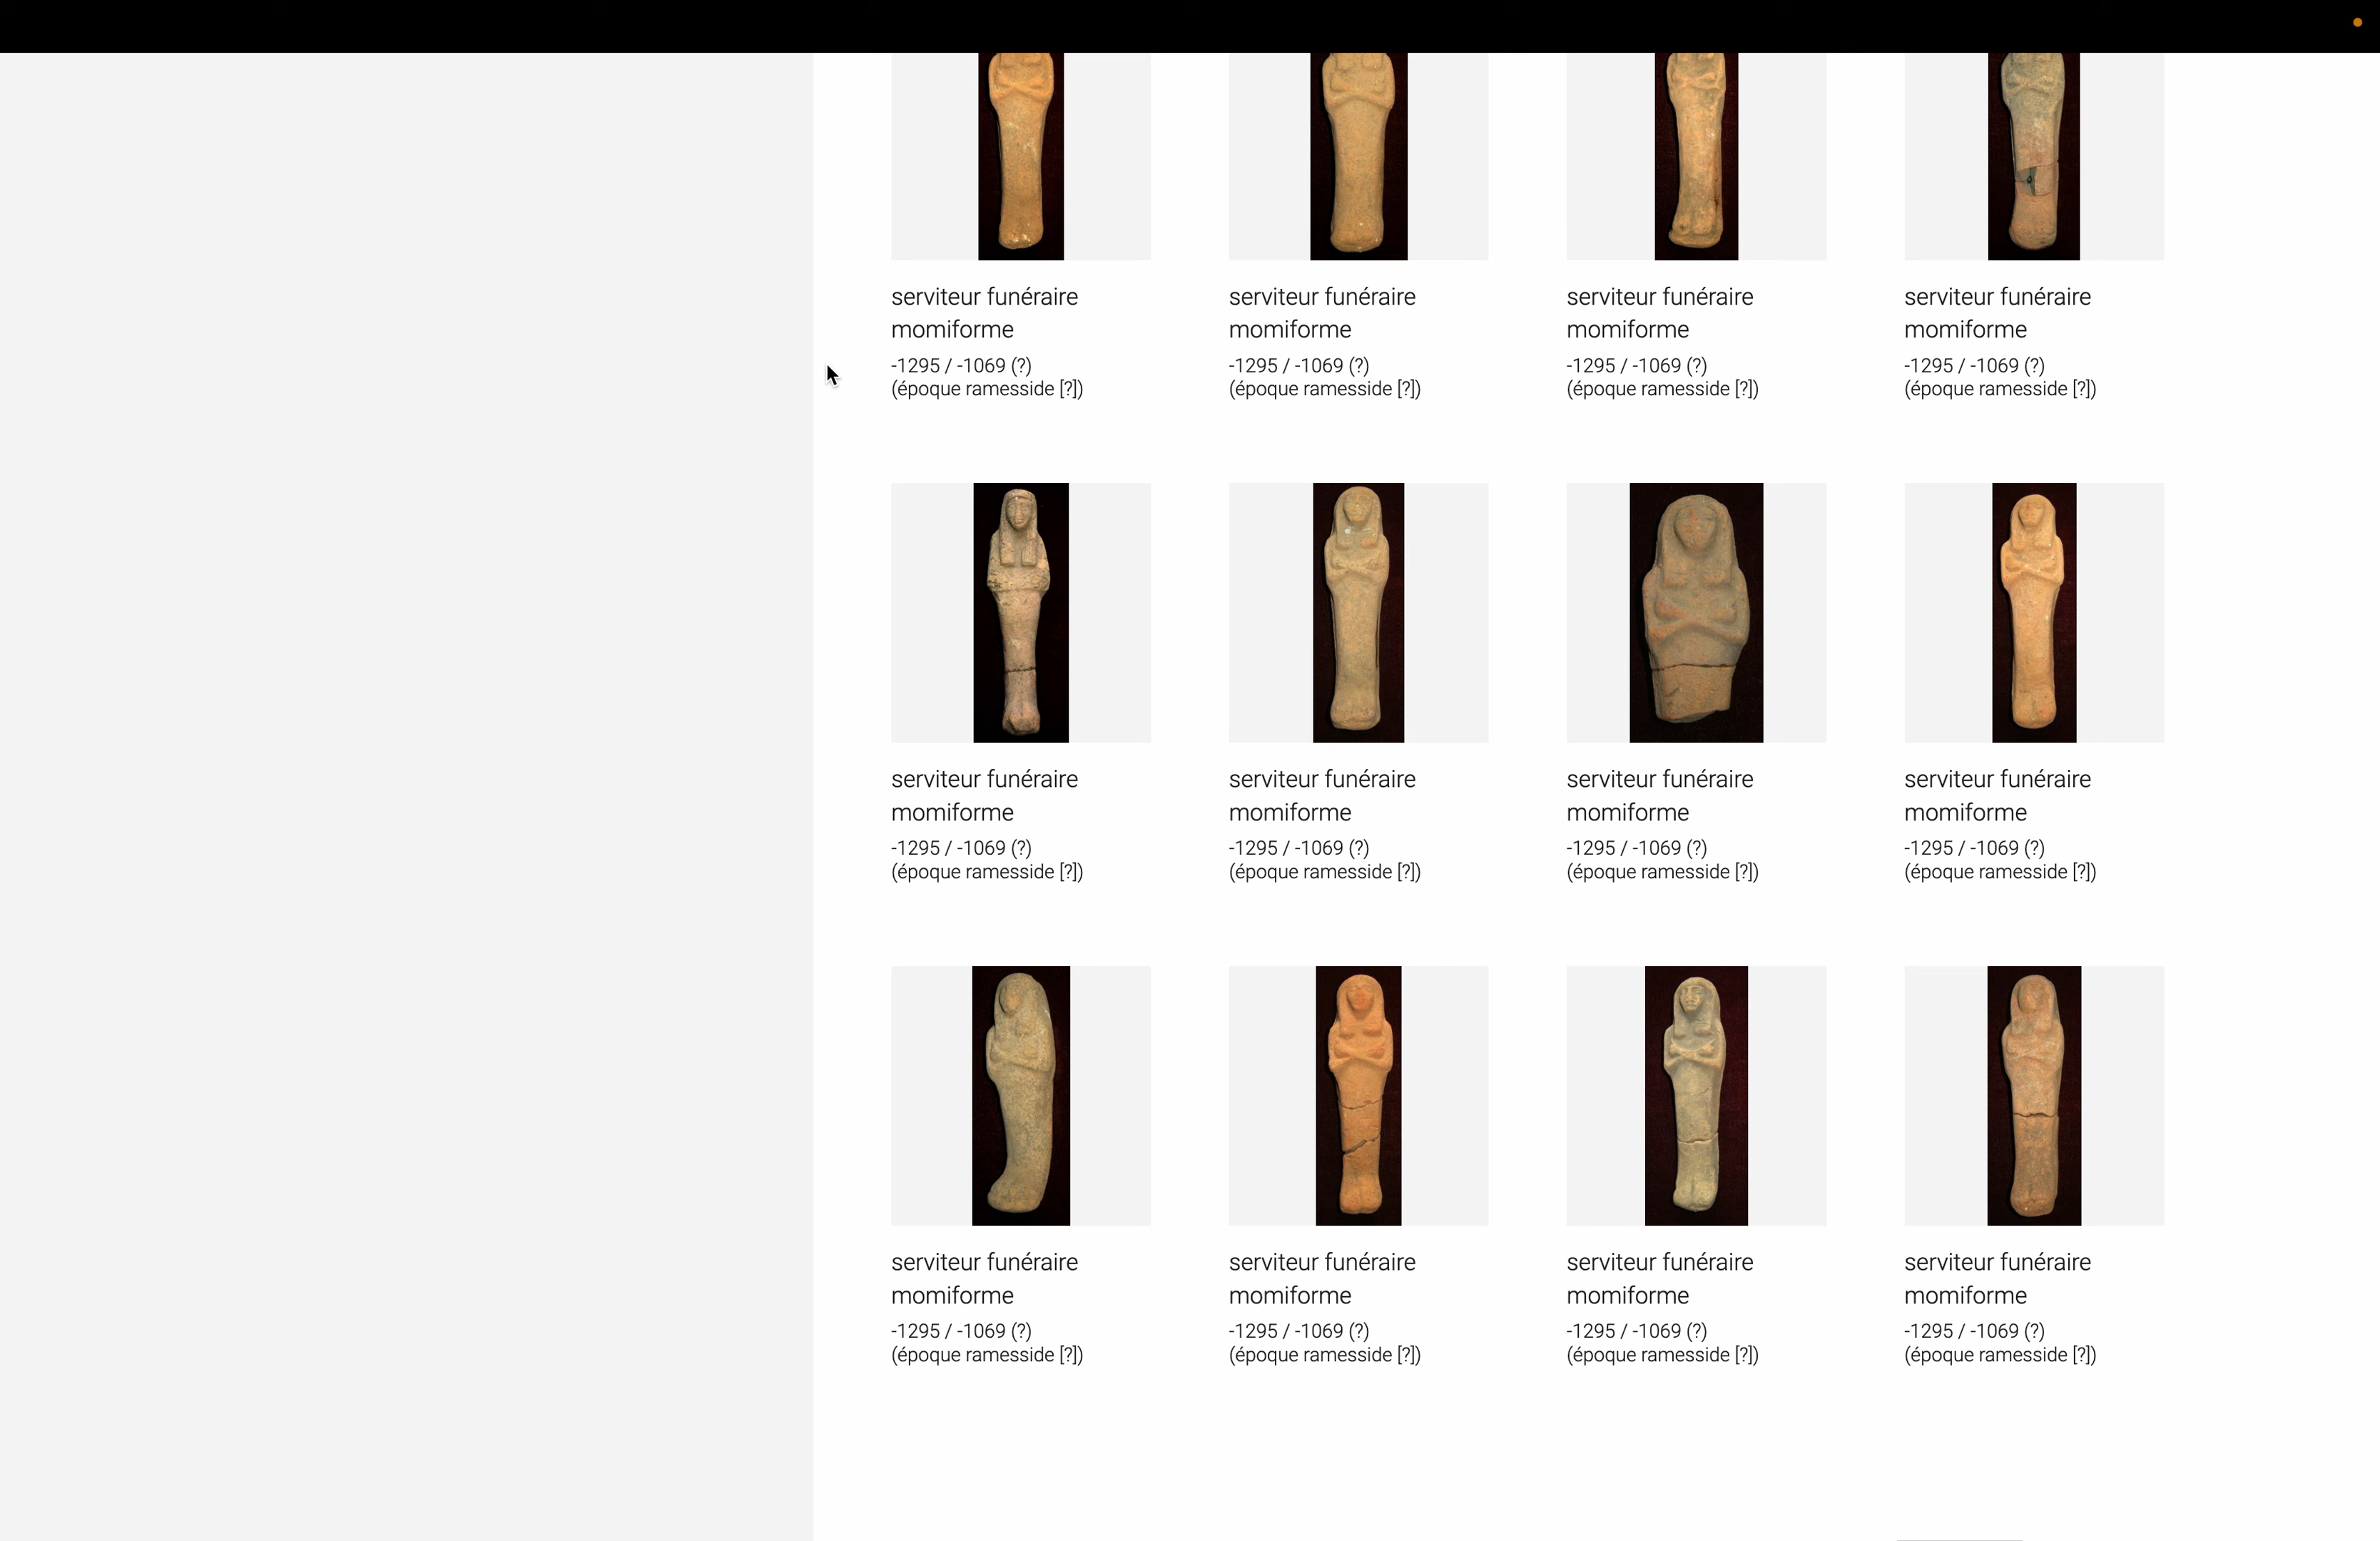 serviteur funéraire
momiforme
-1295 / -1069 (?)
(époque ramesside [?])
serviteur funéraire
momiforme
-1295 / -1069 (?)
(époque ramesside [?])
serviteur funéraire
momiforme
-1295 / -1069 (?)
(époque ramesside [?])
serviteur funéraire
momiforme
-1295 / -1069 (?)
(époque ramesside [?])
serviteur funéraire
momiforme
-1295 / -1069 (?)
(époque ramesside [?])
serviteur funéraire
momiforme
-1295 / -1069 (?)
(époque ramesside [?])
serviteur funéraire
momiforme
-1295 / -1069 (?)
(époque ramesside [?])
serviteur funéraire
momiforme
-1295 / -1069 (?)
(époque ramesside [?])
serviteur funéraire
momiforme
-1295 / -1069 (?)
(époque ramesside [?])
serviteur funéraire
momiforme
-1295 / -1069 (?)
(époque ramesside [?])
serviteur funéraire
momiforme
-1295 / -1069 (?)
(époque ramesside [?])
serviteur funéraire
momiforme
-1295 / -1069 (?)
(époque ramesside [?])